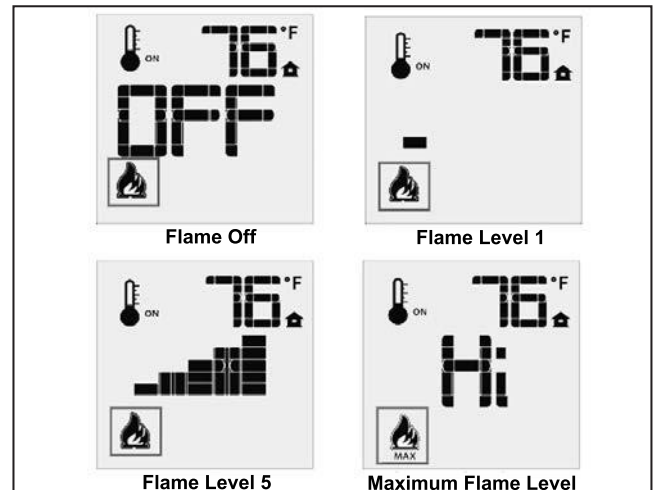 76°F 76°F
ON ON
OFF
Flame Off Flame Level 1
76°F 76°F
ON ON
Hi
MAX
Flame Level 5 Maximum Flame Level